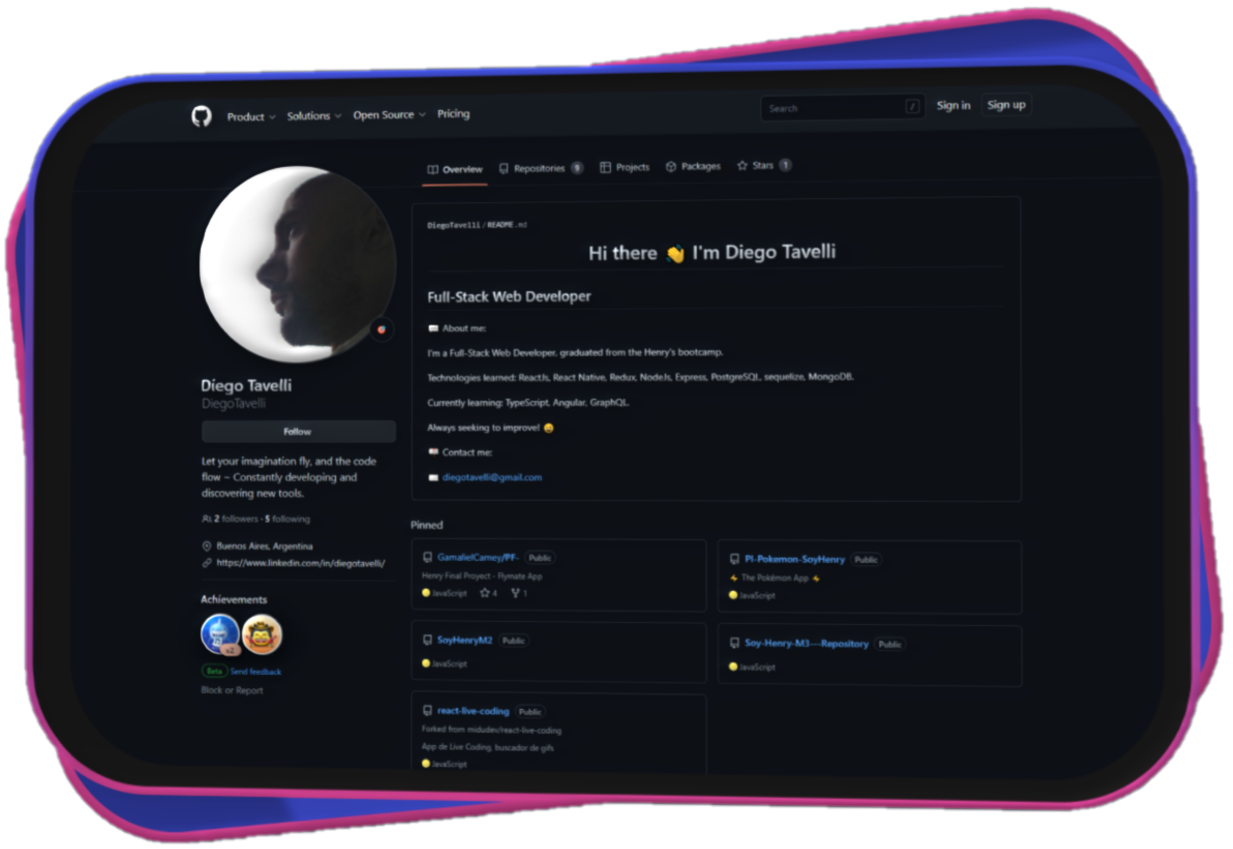 Product Solutions Open Source Pricing Search / Sign in Sign up
Overview Repositories 9 Projects Packages Stars 1
DiegoTavelli / README.md
Hi there 👋 I'm Diego Tavelli
Full-Stack Web Developer
About me:
I'm a Full-Stack Web Developer, graduated from the Henry's bootcamp.
Technologies learned: ReactJs, React Native, Redux, NodeJs, Express, PostgreSQL, sequelize, MongoDB.
Currently learning: TypeScript, Angular, GraphQL.
Always seeking to improve! 😄
Contact me:
diegotavelli@gmail.com
Diego Tavelli
DiegoTavelli
Follow
Let your imagination fly, and the code
flow ~ Constantly developing and
discovering new tools.
2 followers · 5 following
Buenos Aires, Argentina
https://www.linkedin.com/in/diegotavelli/
Achievements
x2
Beta Send feedback
Block or Report
Pinned
GamalielCamey/PF- Public
Henry Final Proyect - Flymate App
JavaScript 4 1
PI-Pokemon-SoyHenry Public
⚡ The Pokémon App ⚡
JavaScript
SoyHenryM2 Public
JavaScript
Soy-Henry-M3---Repository Public
JavaScript
react-live-coding Public
Forked from midudev/react-live-coding
App de Live Coding, buscador de gifs
JavaScript